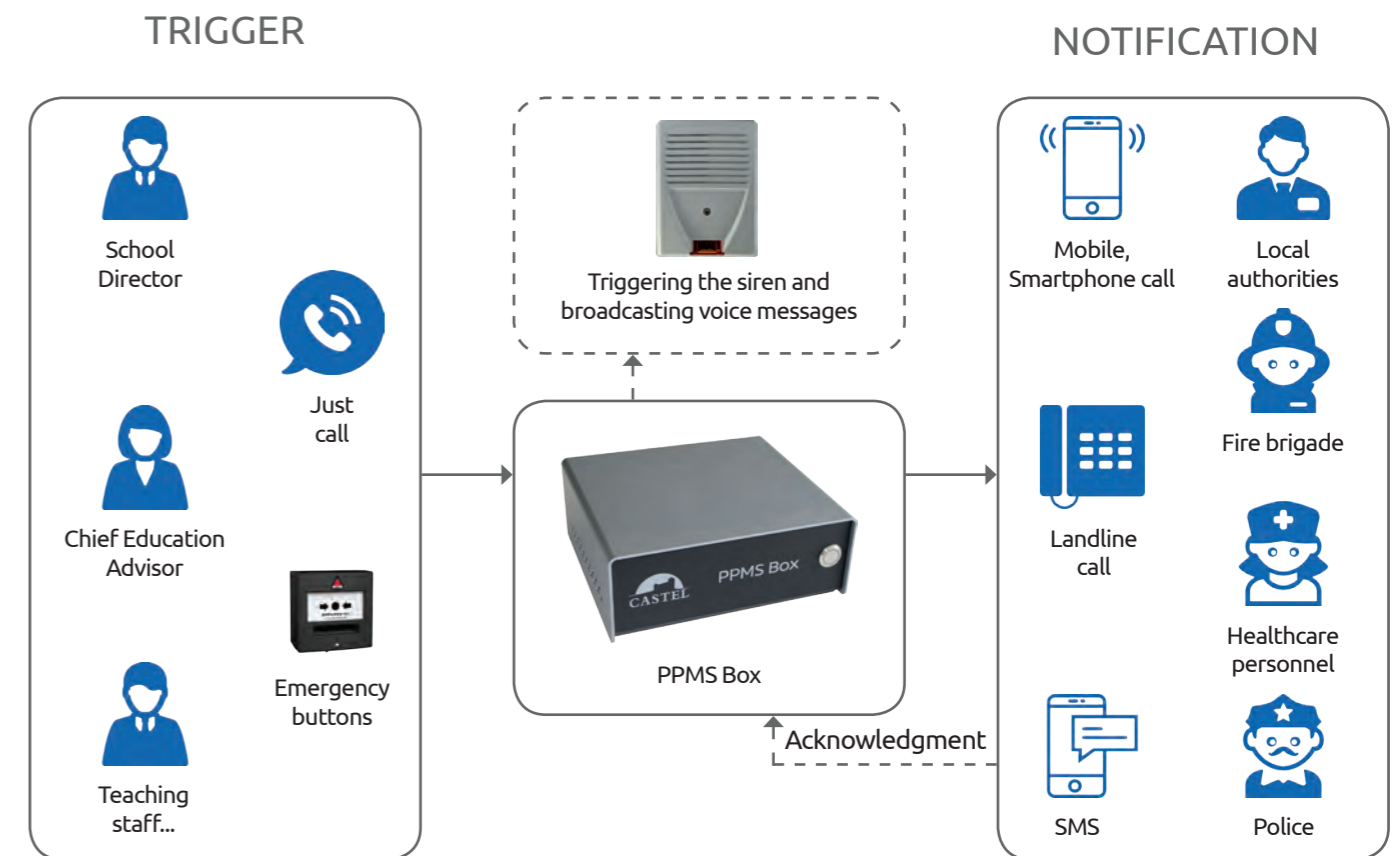 TRIGGER
School
Director
Just
call
Chief Education
Advisor
Emergency
buttons
Teaching
staff...
Triggering the siren and
broadcasting voice messages
CASTEL
PPMS Box
PPMS Box
Acknowledgment
NOTIFICATION
Mobile,
Smartphone call
Local
authorities
Fire brigade
Landline
call
Healthcare
personnel
SMS
Police